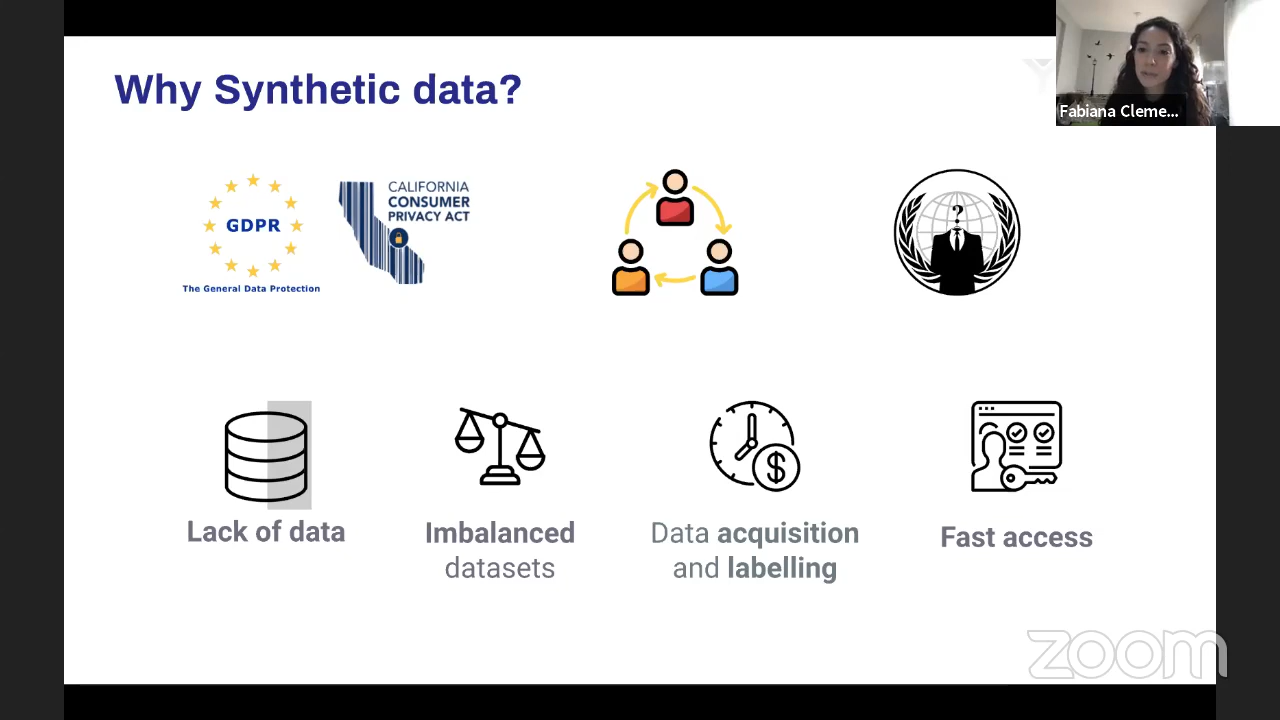 Why Synthetic data?
Fabiana Cleme...
GDPR
The General Data Protection
CALIFORNIA
CONSUMER
PRIVACY ACT
?
$
Lack of data
Imbalanced
datasets
Data acquisition
and labelling
Fast access
zoom